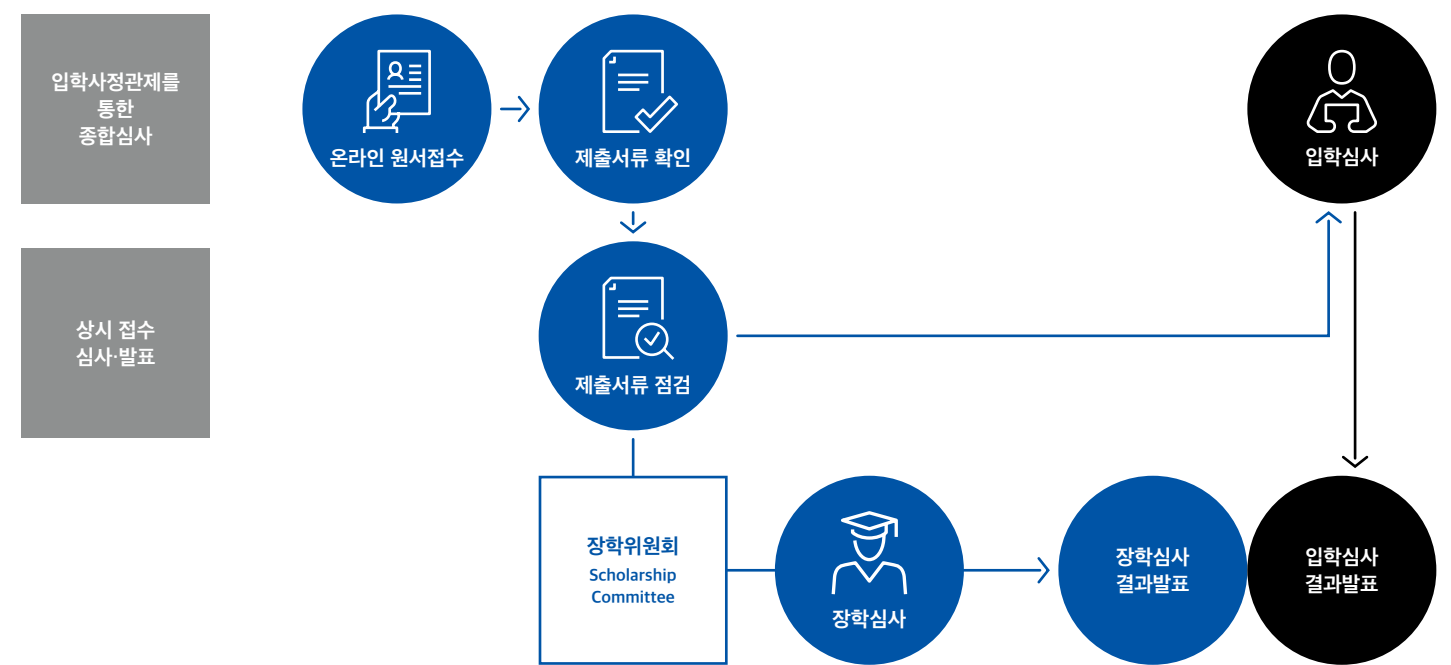 입학사정관제를
통한
종합심사
온라인 원서접수
제출서류 확인
입학심사
상시 접수
심사·발표
제출서류 점검
장학위원회
Scholarship
Committee
장학심사
장학심사
결과발표
입학심사
결과발표